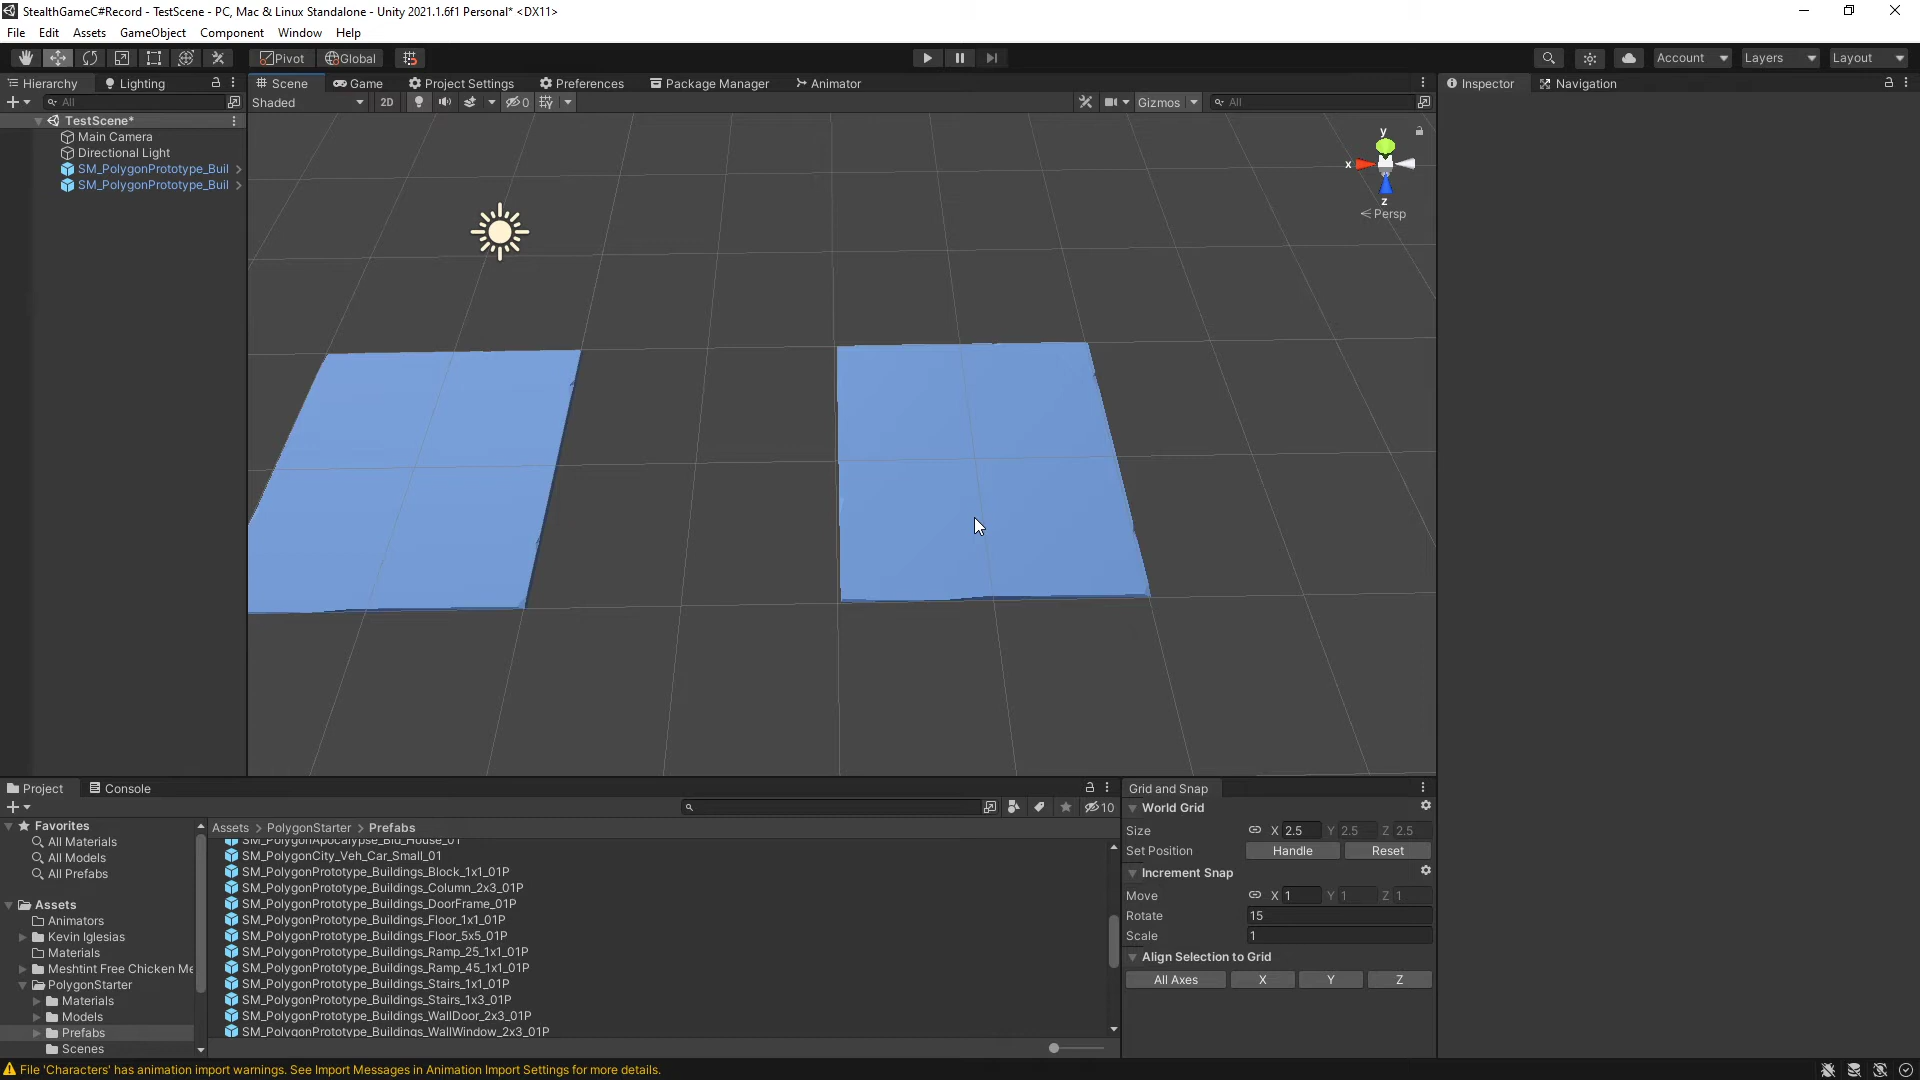 StealthGameC#Record - TestScene - PC, Mac & Linux Standalone - Unity 2021.1.6f1 Personal* <DX11>
File Edit Assets GameObject Component Window Help
Pivot Global Account Layers Layout
Hierarchy Lighting Scene Game Project Settings Preferences Package Manager Animator Inspector Navigation
All Shaded 2D 0 Gizmos All
TestScene*
Main Camera
Directional Light
SM_PolygonPrototype_Buil
SM_PolygonPrototype_Buil
y
x
z
Persp
Project Console Grid and Snap
10 World Grid
Favorites
All Materials
All Models
All Prefabs
Assets
Animators
Kevin Iglesias
Materials
Meshtint Free Chicken Me
PolygonStarter
Materials
Models
Prefabs
Scenes
Assets > PolygonStarter > Prefabs
SM_PolygonApocalypse_Bld_House_01
SM_PolygonCity_Veh_Car_Small_01
SM_PolygonPrototype_Buildings_Block_1x1_01P
SM_PolygonPrototype_Buildings_Column_2x3_01P
SM_PolygonPrototype_Buildings_DoorFrame_01P
SM_PolygonPrototype_Buildings_Floor_1x1_01P
SM_PolygonPrototype_Buildings_Floor_5x5_01P
SM_PolygonPrototype_Buildings_Ramp_25_1x1_01P
SM_PolygonPrototype_Buildings_Ramp_45_1x1_01P
SM_PolygonPrototype_Buildings_Stairs_1x1_01P
SM_PolygonPrototype_Buildings_Stairs_1x3_01P
SM_PolygonPrototype_Buildings_WallDoor_2x3_01P
SM_PolygonPrototype_Buildings_WallWindow_2x3_01P
Size X 2.5 Y 2.5 Z 2.5
Set Position Handle Reset
Increment Snap
Move X 1 Y 1 Z 1
Rotate 15
Scale 1
Align Selection to Grid
All Axes X Y Z
File 'Characters' has animation import warnings. See Import Messages in Animation Import Settings for more details.